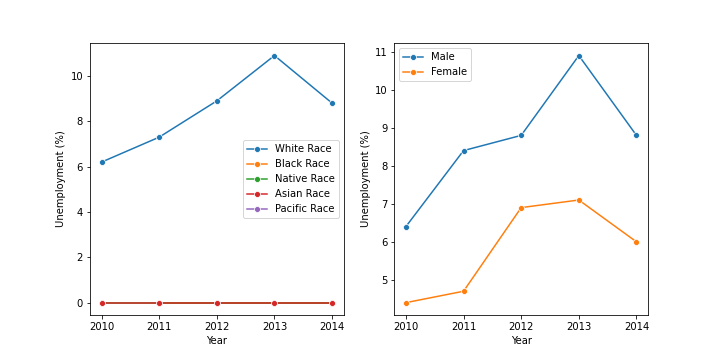 Unemployment (%)
10
8
6
4
2
0
2010 2011 2012 2013 2014
Year
White Race
Black Race
Native Race
Asian Race
Pacific Race
Unemployment (%)
11
10
9
8
7
6
5
2010 2011 2012 2013 2014
Year
Male
Female